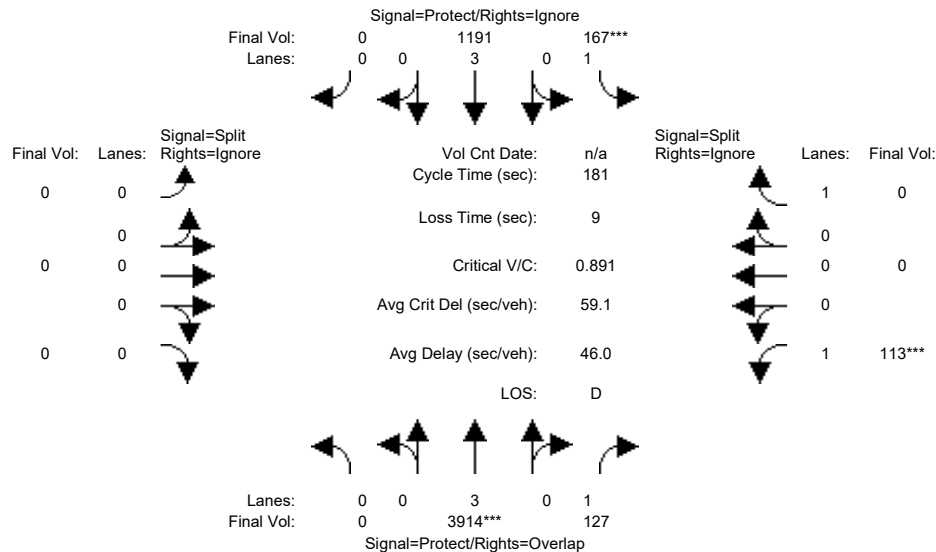 Signal=Protect/Rights=Ignore
Final Vol: 0 1191 167***
Lanes: 0 0 3 0 1
Signal=Split Signal=Split
Final Vol: Lanes: Rights=Ignore Vol Cnt Date: n/a Rights=Ignore Lanes: Final Vol:
Cycle Time (sec): 181
0 0 1 0
Loss Time (sec): 9
0 0
0 0 Critical V/C: 0.891 0 0
0 Avg Crit Del (sec/veh): 59.1 0
0 0 Avg Delay (sec/veh): 46.0 1 113***
LOS: D
Lanes: 0 0 3 0 1
Final Vol: 0 3914*** 127
Signal=Protect/Rights=Overlap